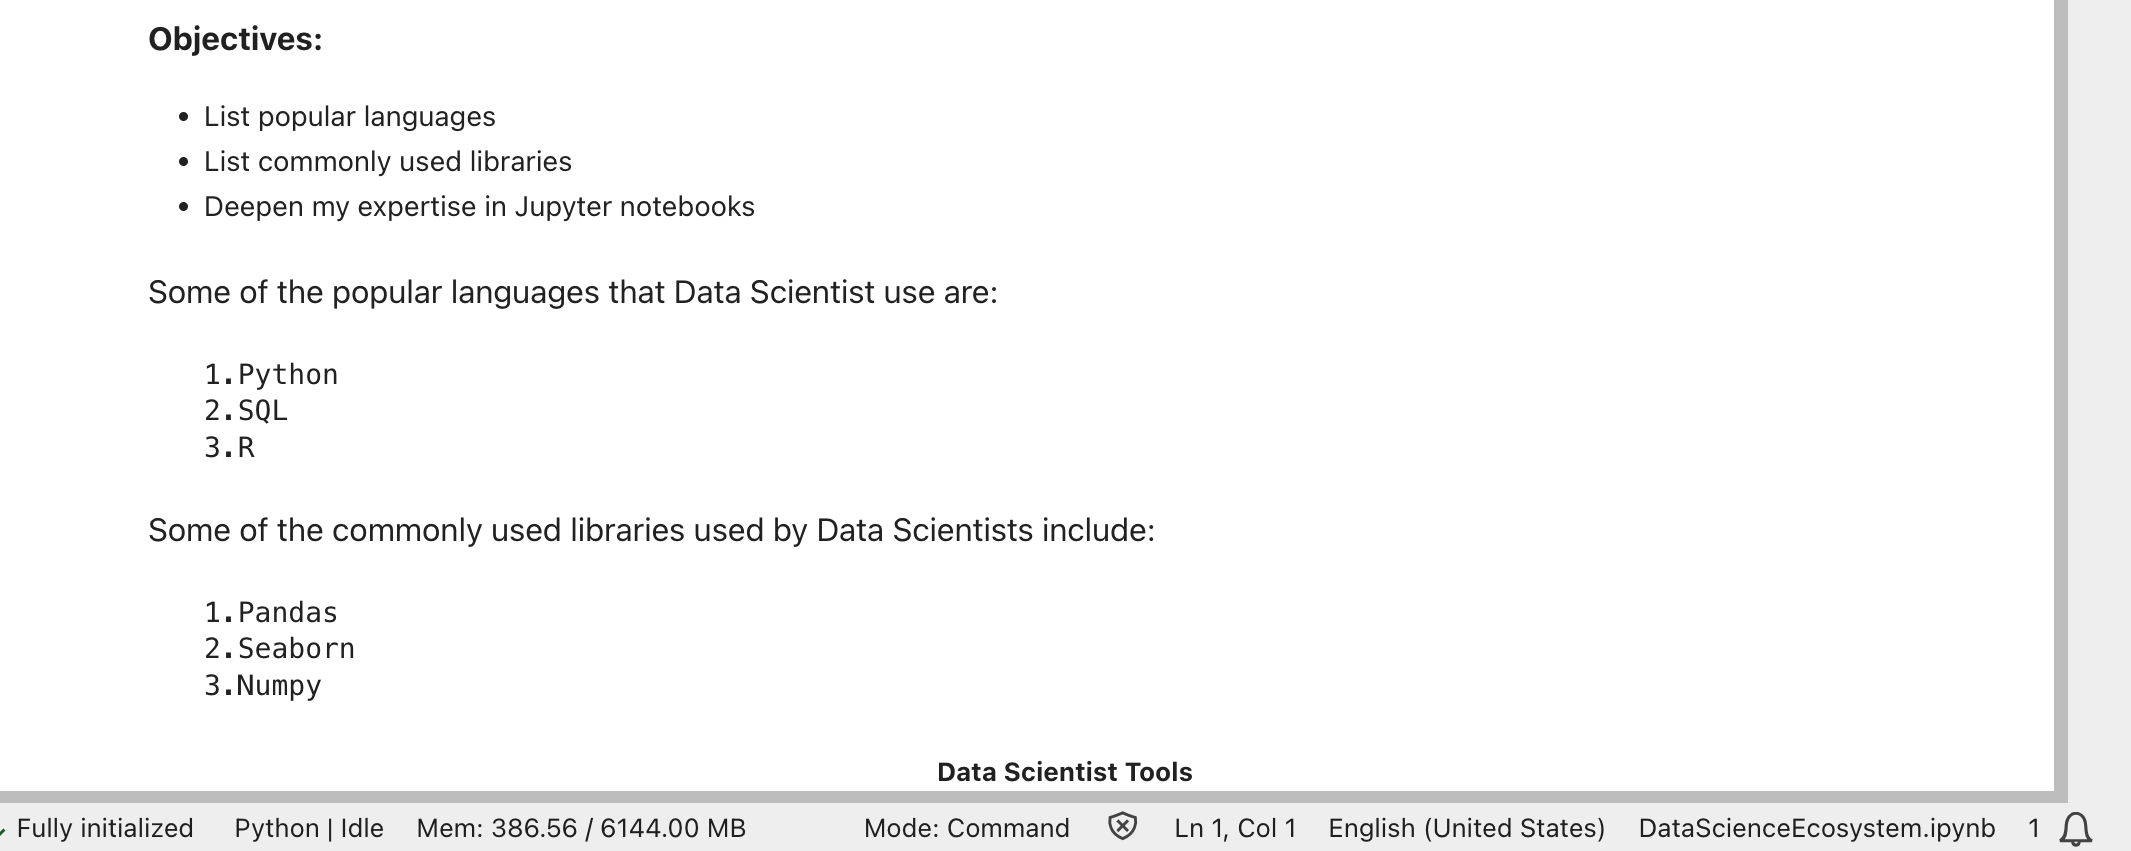 Objectives:
• List popular languages
• List commonly used libraries
• Deepen my expertise in Jupyter notebooks
Some of the popular languages that Data Scientist use are:
1.Python
2.SQL
3.R
Some of the commonly used libraries used by Data Scientists include:
1.Pandas
2.Seaborn
3.Numpy
Data Scientist Tools
Fully initialized Python | Idle Mem: 386.56 / 6144.00 MB Mode: Command Ln 1, Col 1 English (United States) DataScienceEcosystem.ipynb 1